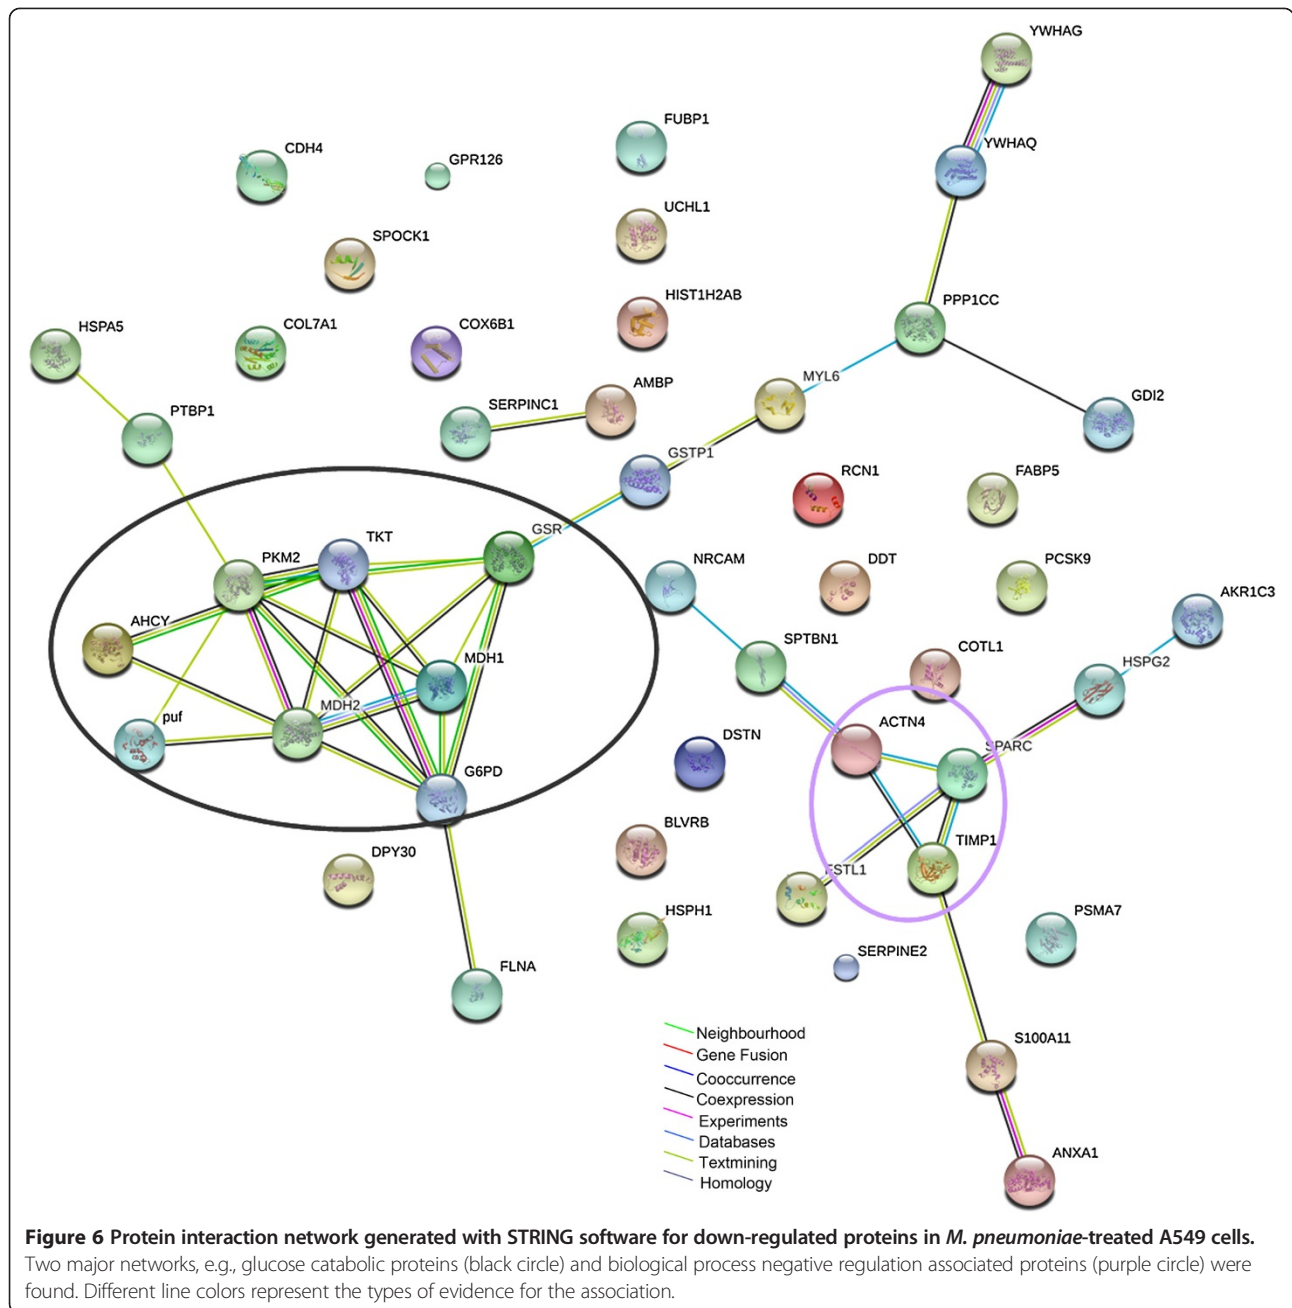 YWHAG
FUBP1
YWHAQ
CDH4
GPR126
UCHL1
SPOCK1
HIST1H2AB
PPP1CC
HSPA5
COL7A1
COX6B1
MYL6
AMBP
GDI2
PTBP1
SERPINC1
GSTP1
RCN1
FABP5
TKT
GSR
PKM2
NRCAM
DDT
PCSK9
AKR1C3
AHCY
SPTBN1
COTL1
MDH1
HSPG2
MDH2
puf
ACTN4
DSTN
SPARC
G6PD
BLVRB
TIMP1
DPY30
FSTL1
HSPH1
PSMA7
SERPINE2
FLNA
Neighbourhood
Gene Fusion
Cooccurrence
Coexpression
Experiments
Databases
Textmining
Homology
S100A11
ANXA1
Figure 6 Protein interaction network generated with STRING software for down-regulated proteins in M. pneumoniae-treated A549 cells.
Two major networks, e.g., glucose catabolic proteins (black circle) and biological process negative regulation associated proteins (purple circle) were
found. Different line colors represent the types of evidence for the association.